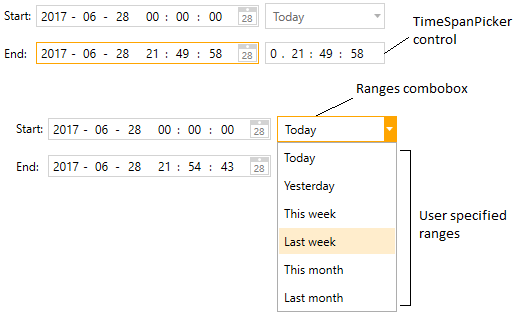 Start: 2017 - 06 - 28 00 : 00 : 00 28 Today
TimeSpanPicker
control
End: 2017 - 06 - 28 21 : 49 : 58 28 0 . 21 : 49 : 58
Ranges combobox
Start: 2017 - 06 - 28 00 : 00 : 00 28 Today
End: 2017 - 06 - 28 21 : 54 : 43 28
Today
Yesterday
This week
Last week
This month
Last month
User specified
ranges